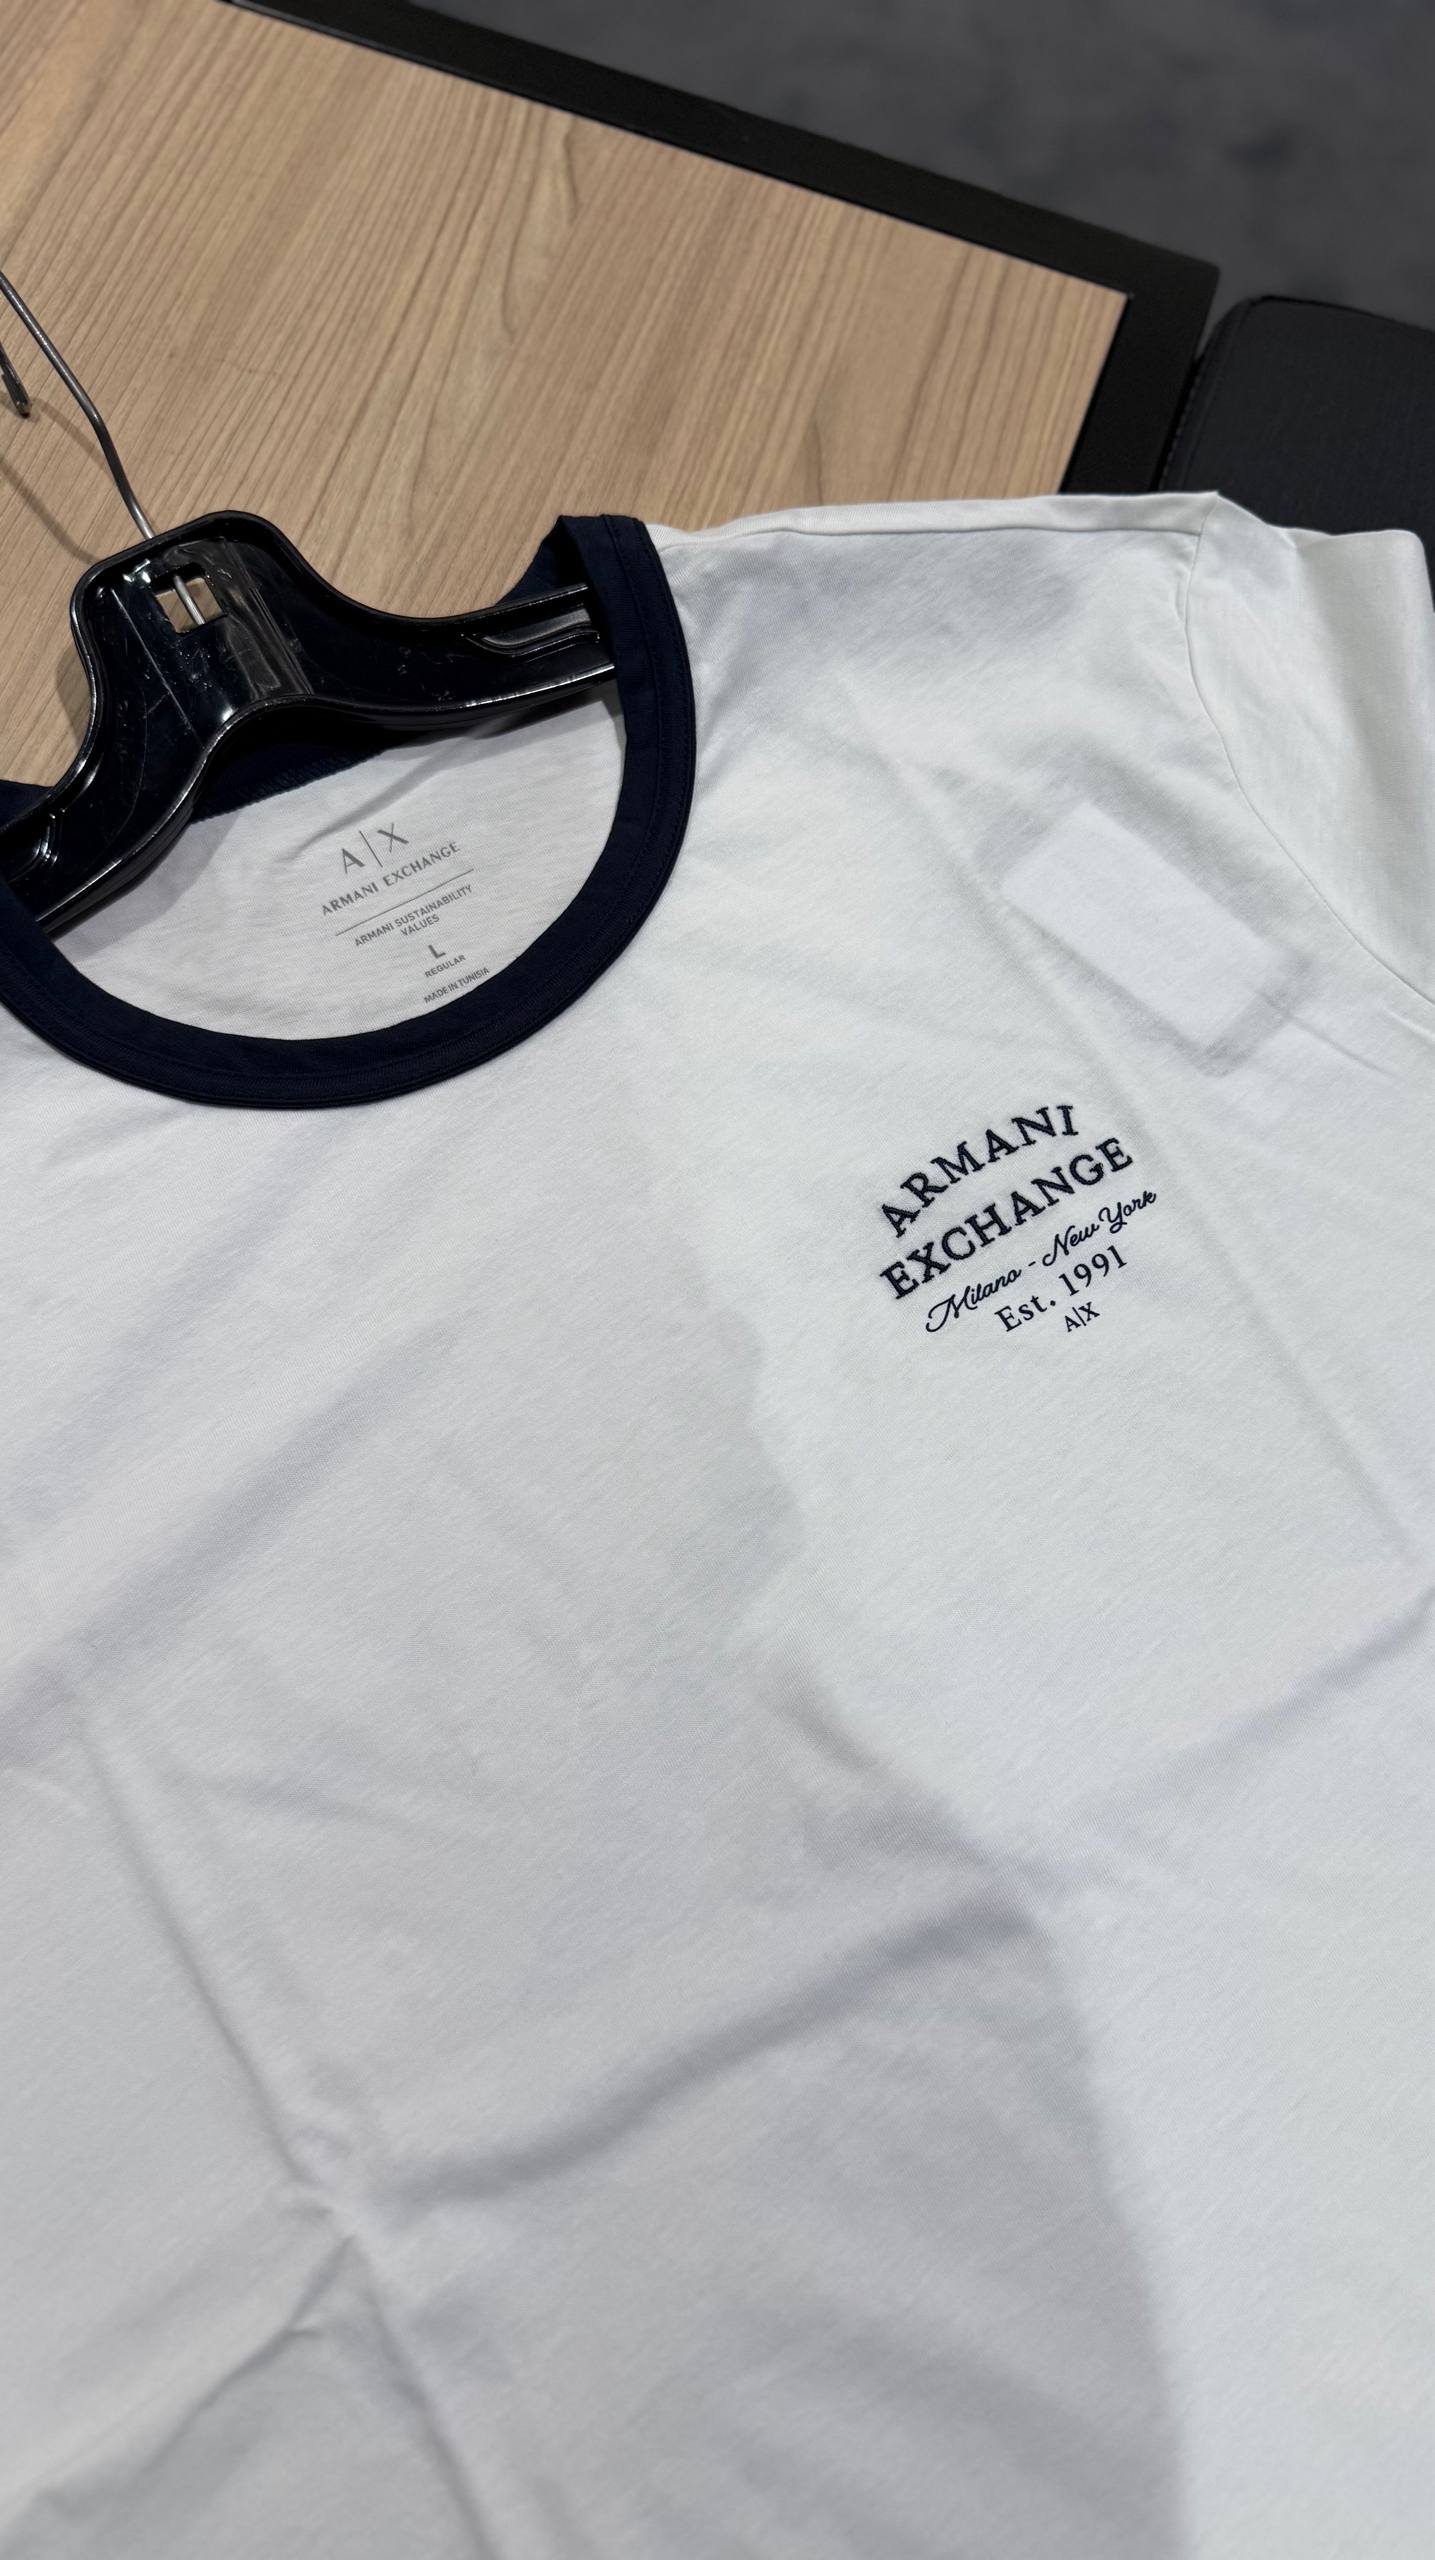 A|X
ARMANI EXCHANGE
ARMANI SUSTAINABILITY
VALUES
L
REGULAR
MADE IN TUNISIA
ARMANI
EXCHANGE
Milano - New York
Est. 1991
A|X